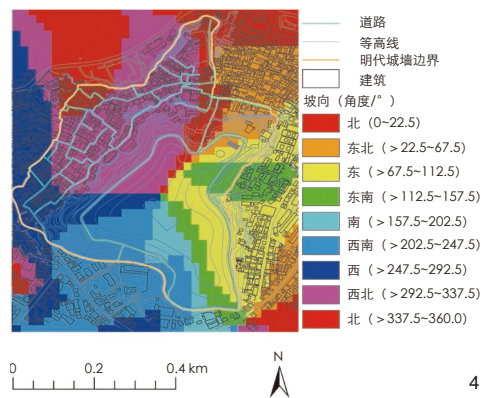 道路
等高线
明代城墙边界
建筑
坡向（角度/°）
北（0~22.5）
东北（＞22.5~67.5）
东（＞67.5~112.5）
东南（＞112.5~157.5）
南（＞157.5~202.5）
西南（＞202.5~247.5）
西（＞247.5~292.5）
西北（＞292.5~337.5）
北（＞337.5~360.0）
0 0.2 0.4 km
N
4